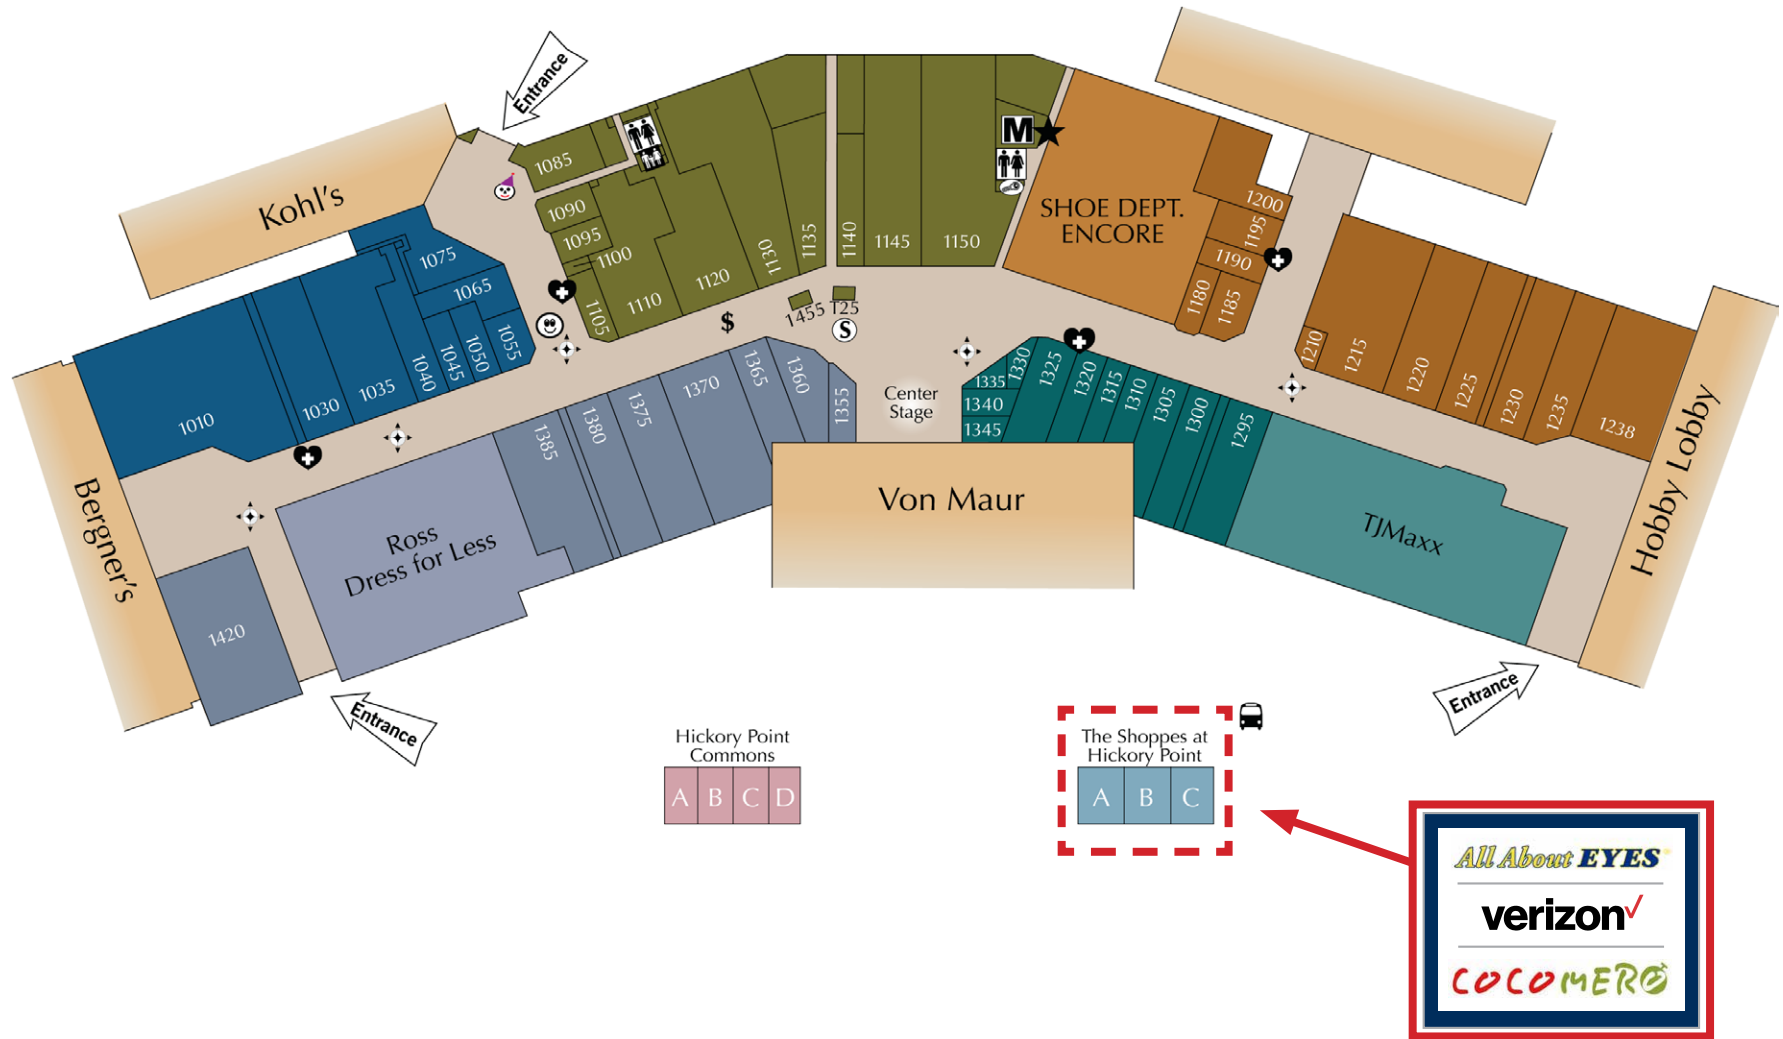 Entrance
Kohl's
1085
1090
1095
1100
1105
1110
1120
1130
1135
1140
1145
1150
M
SHOE DEPT.
ENCORE
1200
1195
1190
1180
1185
1075
1065
1055
1050
1045
1040
1035
1030
1010
$
1455
T25
S
1210
1215
1220
1225
1230
1235
1238
Hobby Lobby
Bergner's
1420
Ross
Dress for Less
1385
1380
1375
1370
1365
1360
1355
Center
Stage
1335
1330
1340
1345
1325
1320
1315
1310
1305
1300
1295
Von Maur
TJMaxx
Entrance
Entrance
Hickory Point
Commons
A B C D
The Shoppes at
Hickory Point
A B C
All About EYES
verizon
COCOMERO